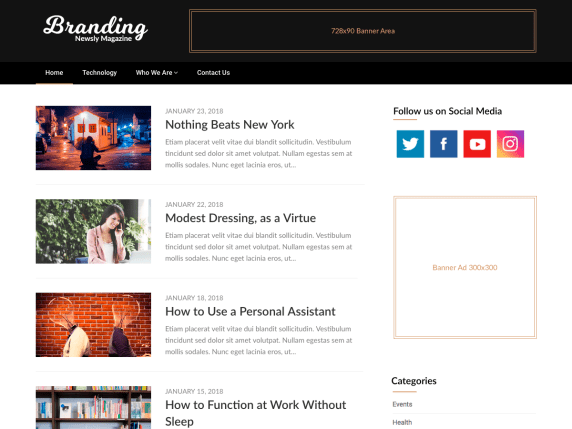 Branding
Newsly Magazine
728x90 Banner Area
Home Technology Who We Are Contact Us
JANUARY 23, 2018
Nothing Beats New York
Etiam placerat velit vitae dui blandit sollicitudin. Vestibulum
tincidunt sed dolor sit amet volutpat. Nullam egestas sem at
mollis sodales. Nunc eget lacinia eros, ut...
JANUARY 22, 2018
Modest Dressing, as a Virtue
Etiam placerat velit vitae dui blandit sollicitudin. Vestibulum
tincidunt sed dolor sit amet volutpat. Nullam egestas sem at
mollis sodales. Nunc eget lacinia eros, ut...
JANUARY 18, 2018
How to Use a Personal Assistant
Etiam placerat velit vitae dui blandit sollicitudin. Vestibulum
tincidunt sed dolor sit amet volutpat. Nullam egestas sem at
mollis sodales. Nunc eget lacinia eros, ut...
JANUARY 15, 2018
How to Function at Work Without
Sleep
Follow us on Social Media
Banner Ad 300x300
Categories
Events
Health